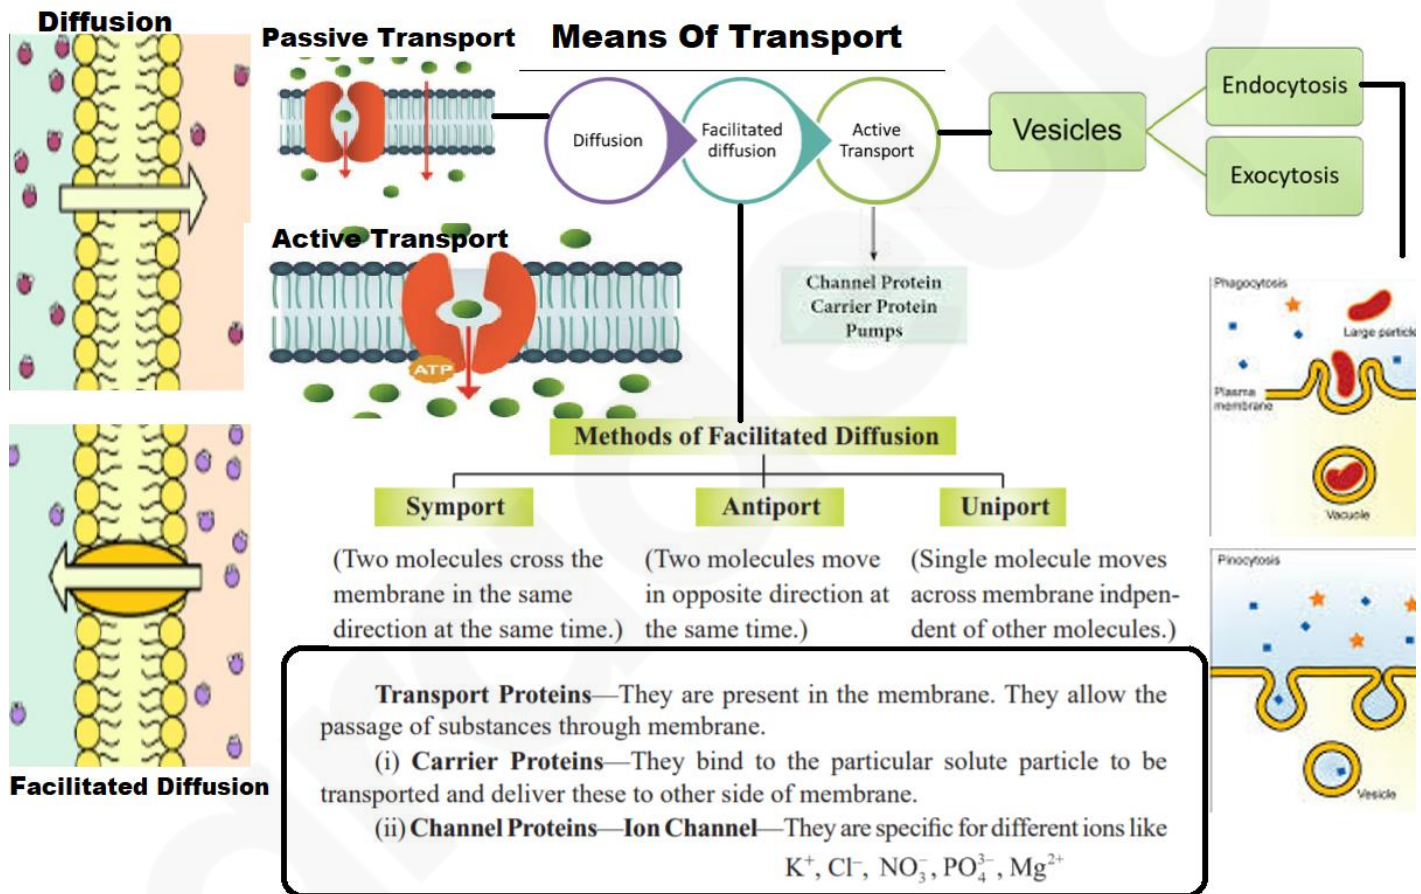 Diffusion
Passive Transport
Means Of Transport
Diffusion
Facilitated
diffusion
Active
Transport
Vesicles
Endocytosis
Exocytosis
Active Transport
ATP
Channel Protein
Carrier Protein
Pumps
Phagocytosis
Large particle
Plasma
membrane
Vacuole
Methods of Facilitated Diffusion
Symport
Antiport
Uniport
(Two molecules cross the
membrane in the same
direction at the same time.)
(Two molecules move
in opposite direction at
the same time.)
(Single molecule moves
across membrane indpen-
dent of other molecules.)
Pinocytosis
Vesicle
Facilitated Diffusion
Transport Proteins—They are present in the membrane. They allow the
passage of substances through membrane.
(i) Carrier Proteins—They bind to the particular solute particle to be
transported and deliver these to other side of membrane.
(ii) Channel Proteins—Ion Channel—They are specific for different ions like
K⁺, Cl⁻, NO₃⁻, PO₄³⁻, Mg²⁺